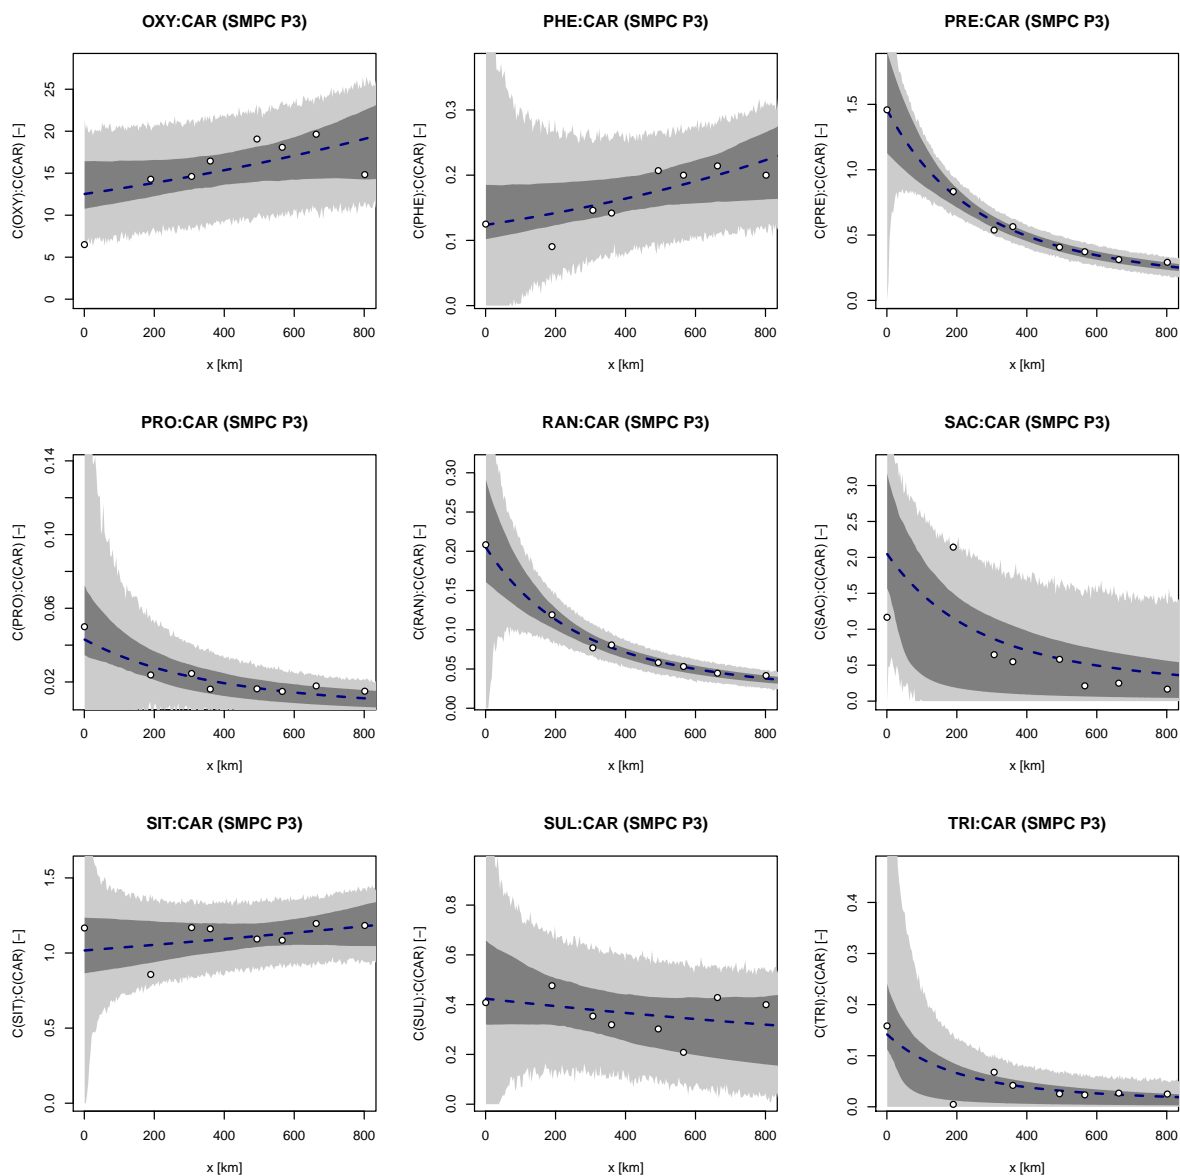 OXY:CAR (SMPC P3)
C(OXY):C(CAR) [−]
0 5 10 15 20 25
0 200 400 600 800
x [km]
PHE:CAR (SMPC P3)
C(PHE):C(CAR) [−]
0.0 0.1 0.2 0.3
0 200 400 600 800
x [km]
PRE:CAR (SMPC P3)
C(PRE):C(CAR) [−]
0.0 0.5 1.0 1.5
0 200 400 600 800
x [km]
PRO:CAR (SMPC P3)
C(PRO):C(CAR) [−]
0.02 0.06 0.10 0.14
0 200 400 600 800
x [km]
RAN:CAR (SMPC P3)
C(RAN):C(CAR) [−]
0.00 0.05 0.10 0.15 0.20 0.25 0.30
0 200 400 600 800
x [km]
SAC:CAR (SMPC P3)
C(SAC):C(CAR) [−]
0.0 0.5 1.0 1.5 2.0 2.5 3.0
0 200 400 600 800
x [km]
SIT:CAR (SMPC P3)
C(SIT):C(CAR) [−]
0.0 0.5 1.0 1.5
0 200 400 600 800
x [km]
SUL:CAR (SMPC P3)
C(SUL):C(CAR) [−]
0.0 0.2 0.4 0.6 0.8
0 200 400 600 800
x [km]
TRI:CAR (SMPC P3)
C(TRI):C(CAR) [−]
0.0 0.1 0.2 0.3 0.4
0 200 400 600 800
x [km]